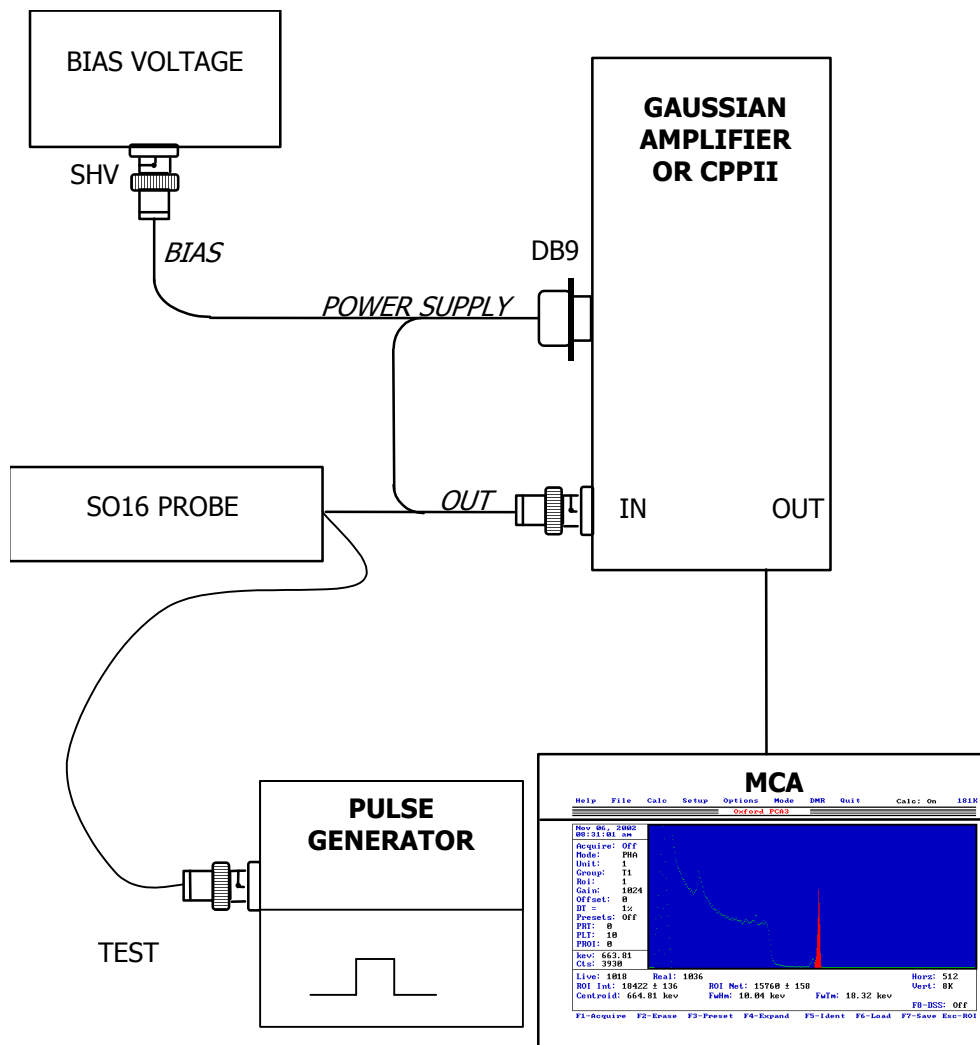 BIAS VOLTAGE
SHV
BIAS
GAUSSIAN
AMPLIFIER
OR CPPII
DB9
POWER SUPPLY
SO16 PROBE
OUT
IN
OUT
PULSE
GENERATOR
TEST
MCA
Help File Calc Setup Options Mode DMR Quit Calc: On 181K
Oxford PCA3
Nov 06, 2002
08:31:01 am
Acquire: Off
Mode: PHA
Unit: 1
Group: T1
Roi: 1
Gain: 1024
Offset: 0
DT = 1%
Presets: Off
PRT: 0
PLT: 10
PROI: 0
kev: 663.81
Cts: 3930
Live: 1018 Real: 1036 Horz: 512
ROI Int: 18422 ± 136 ROI Net: 15760 ± 158 Vert: 8K
Centroid: 664.81 kev FwHm: 10.04 kev FwTm: 18.32 kev
F8-DSS: Off
F1-Acquire F2-Erase F3-Preset F4-Expand F5-Ident F6-Load F7-Save Esc-ROI